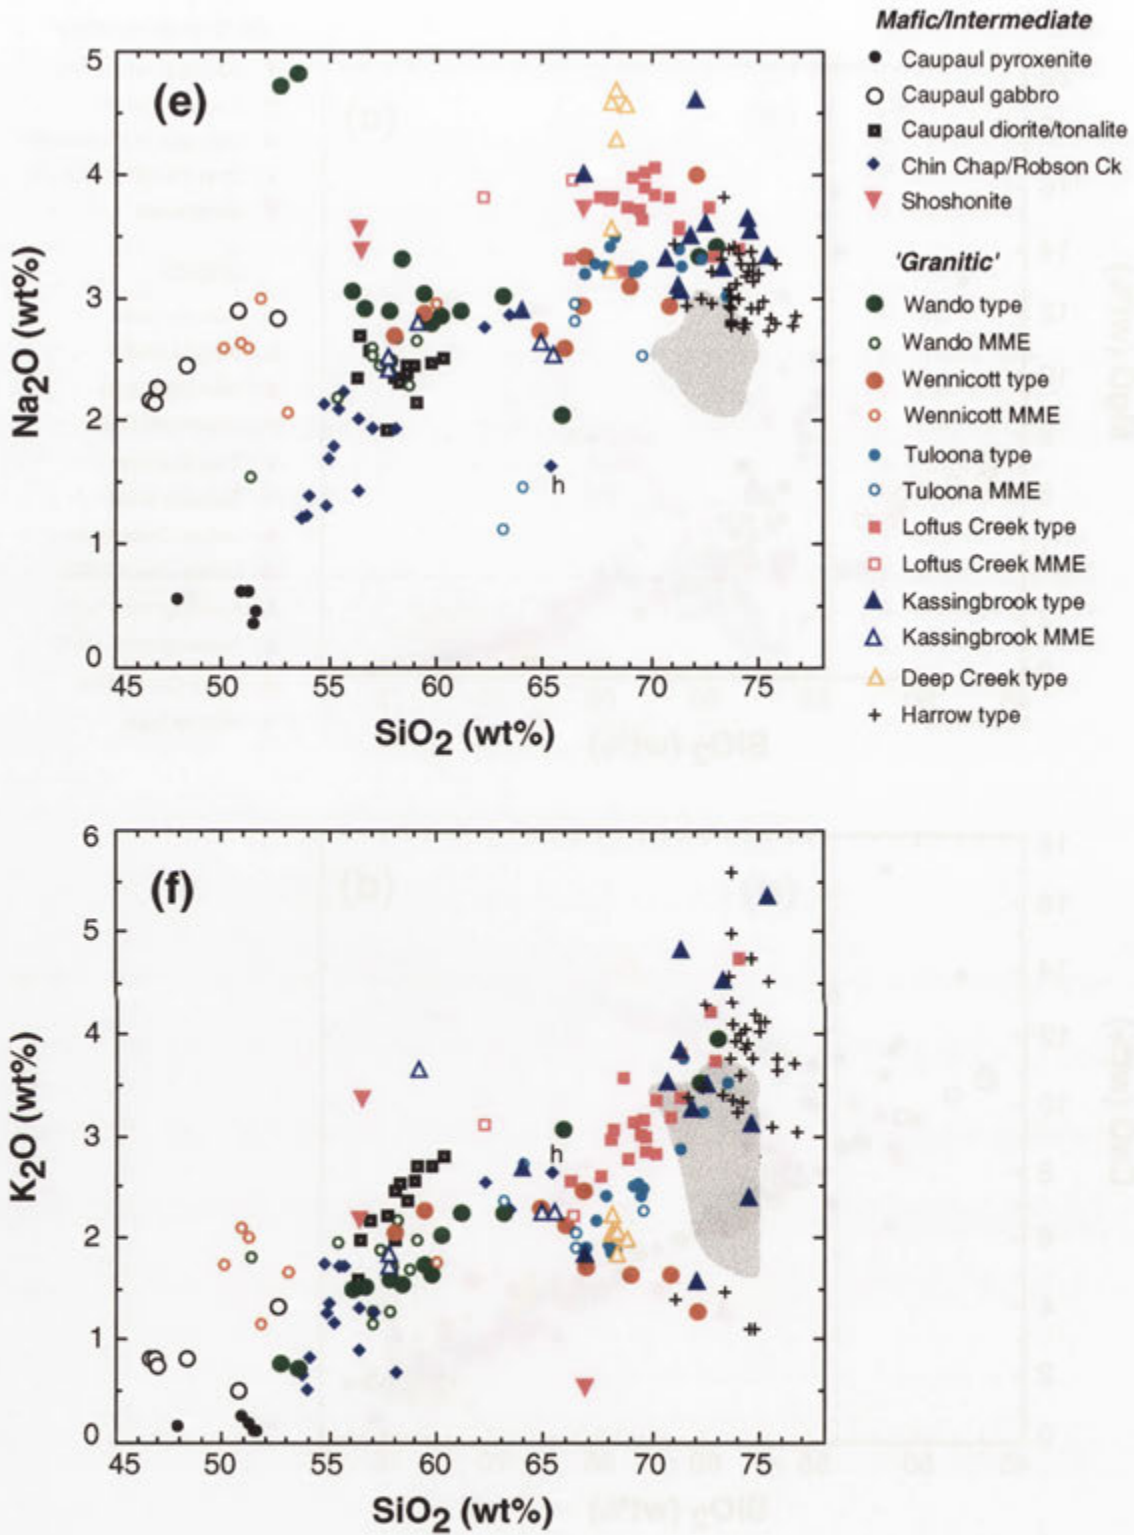 Mafic/Intermediate
Caupaul pyroxenite
Caupaul gabbro
Caupaul diorite/tonalite
Chin Chap/Robson Ck
Shoshonite
'Granitic'
Wando type
Wando MME
Wennicott type
Wennicott MME
Tuloona type
Tuloona MME
Loftus Creek type
Loftus Creek MME
Kassingbrook type
Kassingbrook MME
Deep Creek type
Harrow type
(e)
5
4
3
2
1
0
Na2O (wt%)
h
45 50 55 60 65 70 75
SiO2 (wt%)
(f)
6
5
4
3
2
1
0
K2O (wt%)
h
45 50 55 60 65 70 75
SiO2 (wt%)